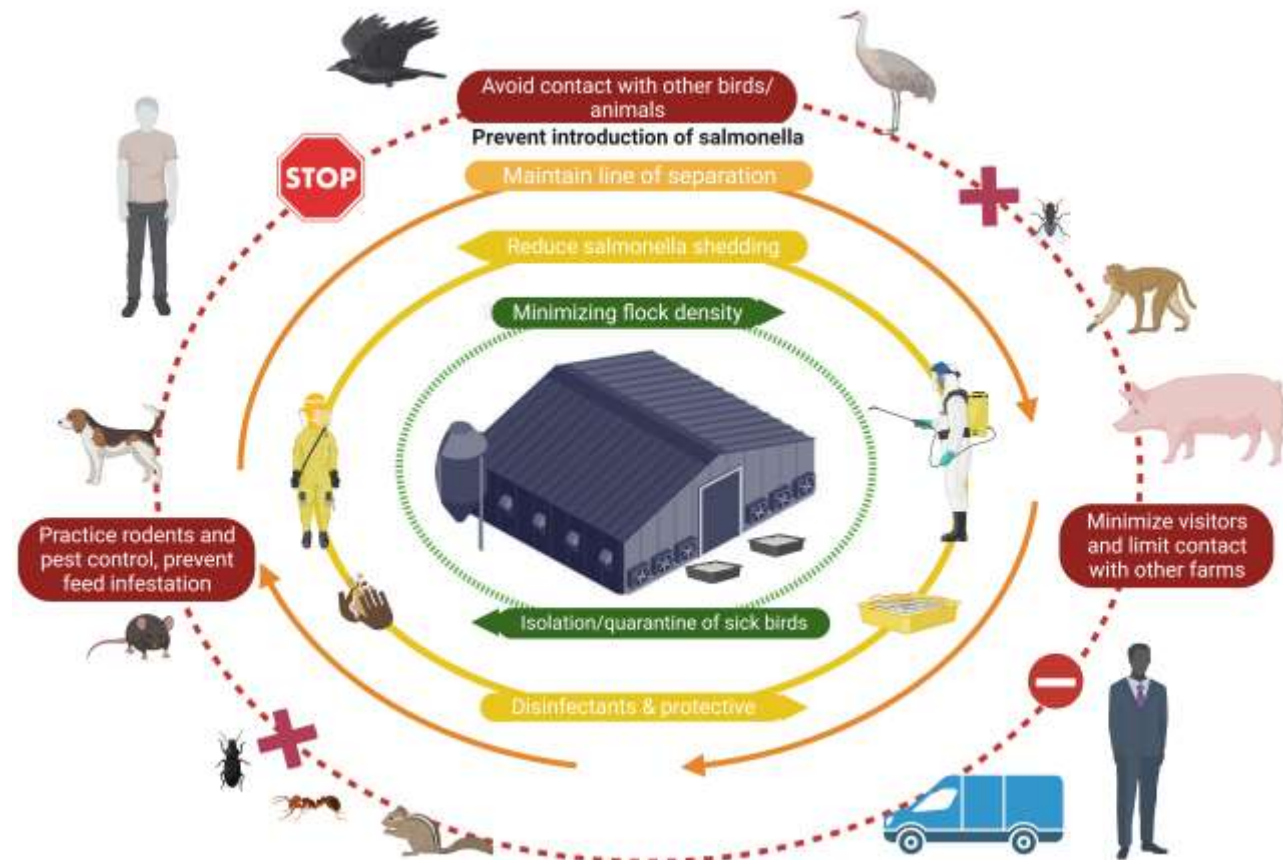 Avoid contact with other birds/
animals
Prevent introduction of salmonella
STOP
Maintain line of separation
Reduce salmonella shedding
Minimizing flock density
Practice rodents and
pest control, prevent
feed infestation
Minimize visitors
and limit contact
with other farms
Isolation/quarantine of sick birds
Disinfectants & protective